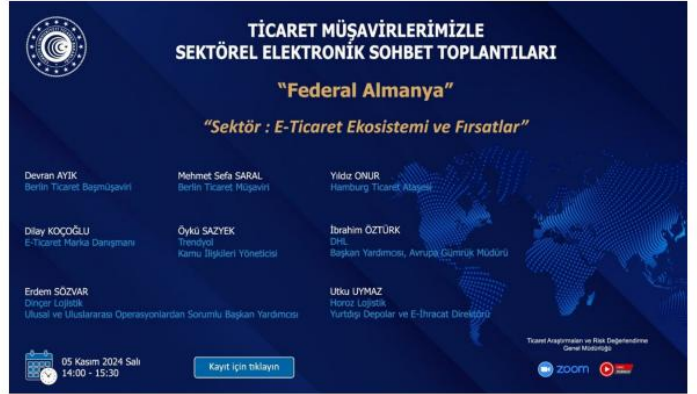 TİCARET MÜŞAVİRLERİMİZLE
SEKTÖREL ELEKTRONİK SOHBET TOPLANTILARI
“Federal Almanya”
“Sektör : E-Ticaret Ekosistemi ve Fırsatlar”
Devran AYIK
Berlin Ticaret Başmüşaviri
Mehmet Sefa SARAL
Berlin Ticaret Müşaviri
Yıldız ONUR
Hamburg Ticaret Ataşesi
Dilay KOÇOĞLU
E-Ticaret Marka Danışmanı
Öykü SAZYEK
Trendyol
Kamu İlişkileri Yöneticisi
İbrahim ÖZTÜRK
DHL
Başkan Yardımcısı, Avrupa Gümrük Müdürü
Erdem SÖZVAR
Dinçer Lojistik
Ulusal ve Uluslararası Operasyonlardan Sorumlu Başkan Yardımcısı
Utku UYMAZ
Horoz Lojistik
Yurtdışı Depolar ve E-İhracat Direktörü
05 Kasım 2024 Salı
14:00 - 15:30
Kayıt için tıklayın
Ticaret Araştırmaları ve Risk Değerlendirme
Genel Müdürlüğü
zoom